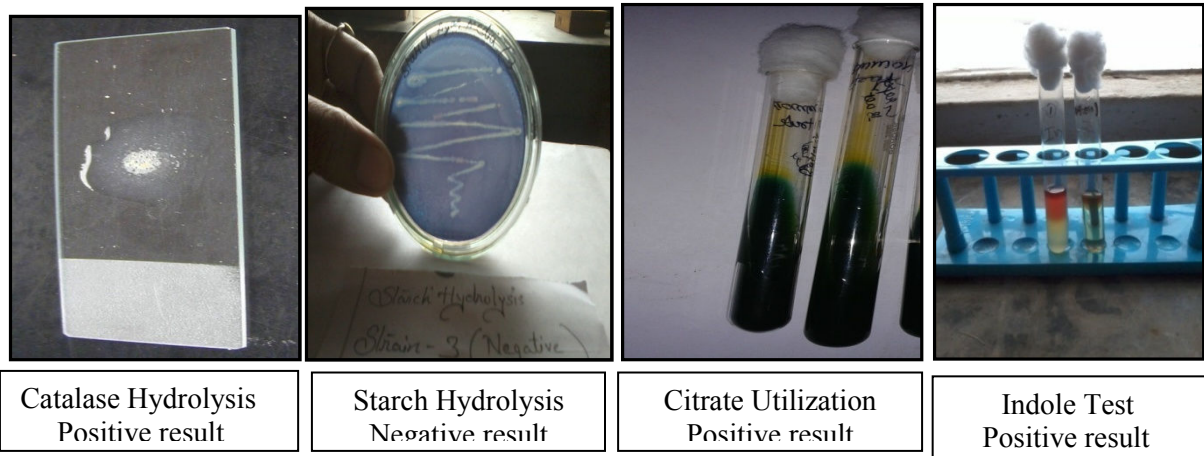 Starch Hydrolysis
Strain - 3 (Negative)
Catalase Hydrolysis
Positive result
Starch Hydrolysis
Negative result
Citrate Utilization
Positive result
Indole Test
Positive result